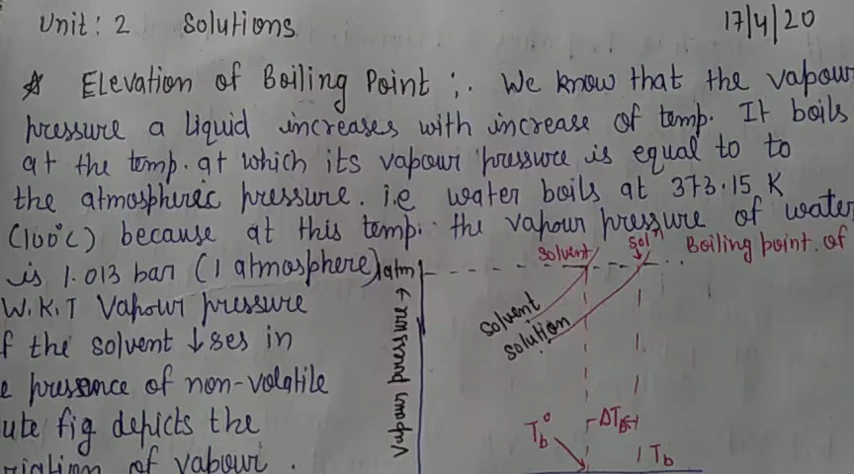 Unit: 2 Solutions 17/4/20
☆ Elevation of Boiling Point :. We know that the vapour
pressure a liquid increases with increase of temp. It boils
at the temp. at which its vapour pressure is equal to to
the atmospheric pressure. i.e water boils at 373.15 K
(100°C) because at this temp. the vapour pressure of water
is 1.013 bar (1 atmosphere)
W.K.T Vapour pressure
f the solvent ↓ses in
e presence of non-volatile
ute fig depicts the
riation of vapour
1atm
Vapour pressure →
Solvent
Solⁿ
Boiling point of
Solvent
Solution
T_b°
ΔT_b
T_b